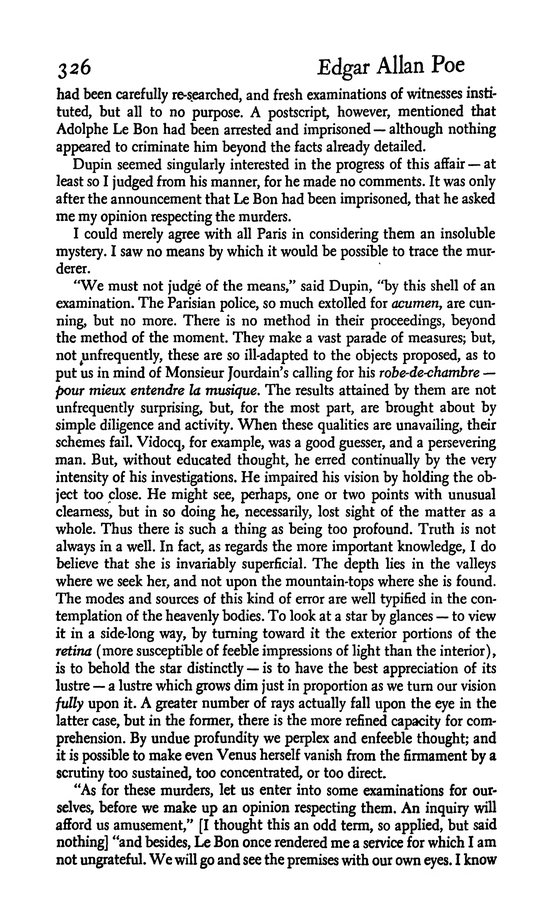 326 Edgar Allan Poe
had been carefully re-searched, and fresh examinations of witnesses insti-
tuted, but all to no purpose. A postscript, however, mentioned that
Adolphe Le Bon had been arrested and imprisoned — although nothing
appeared to criminate him beyond the facts already detailed.
Dupin seemed singularly interested in the progress of this affair — at
least so I judged from his manner, for he made no comments. It was only
after the announcement that Le Bon had been imprisoned, that he asked
me my opinion respecting the murders.
I could merely agree with all Paris in considering them an insoluble
mystery. I saw no means by which it would be possible to trace the mur-
derer.
“We must not judge of the means,” said Dupin, “by this shell of an
examination. The Parisian police, so much extolled for acumen, are cun-
ning, but no more. There is no method in their proceedings, beyond
the method of the moment. They make a vast parade of measures; but,
not unfrequently, these are so ill-adapted to the objects proposed, as to
put us in mind of Monsieur Jourdain’s calling for his robe-de-chambre —
pour mieux entendre la musique. The results attained by them are not
unfrequently surprising, but, for the most part, are brought about by
simple diligence and activity. When these qualities are unavailing, their
schemes fail. Vidocq, for example, was a good guesser, and a persevering
man. But, without educated thought, he erred continually by the very
intensity of his investigations. He impaired his vision by holding the ob-
ject too close. He might see, perhaps, one or two points with unusual
clearness, but in so doing he, necessarily, lost sight of the matter as a
whole. Thus there is such a thing as being too profound. Truth is not
always in a well. In fact, as regards the more important knowledge, I do
believe that she is invariably superficial. The depth lies in the valleys
where we seek her, and not upon the mountain-tops where she is found.
The modes and sources of this kind of error are well typified in the con-
templation of the heavenly bodies. To look at a star by glances — to view
it in a side-long way, by turning toward it the exterior portions of the
retina (more susceptible of feeble impressions of light than the interior),
is to behold the star distinctly — is to have the best appreciation of its
lustre — a lustre which grows dim just in proportion as we turn our vision
fully upon it. A greater number of rays actually fall upon the eye in the
latter case, but in the former, there is the more refined capacity for com-
prehension. By undue profundity we perplex and enfeeble thought; and
it is possible to make even Venus herself vanish from the firmament by a
scrutiny too sustained, too concentrated, or too direct.
“As for these murders, let us enter into some examinations for our-
selves, before we make up an opinion respecting them. An inquiry will
afford us amusement,” [I thought this an odd term, so applied, but said
nothing] “and besides, Le Bon once rendered me a service for which I am
not ungrateful. We will go and see the premises with our own eyes. I know